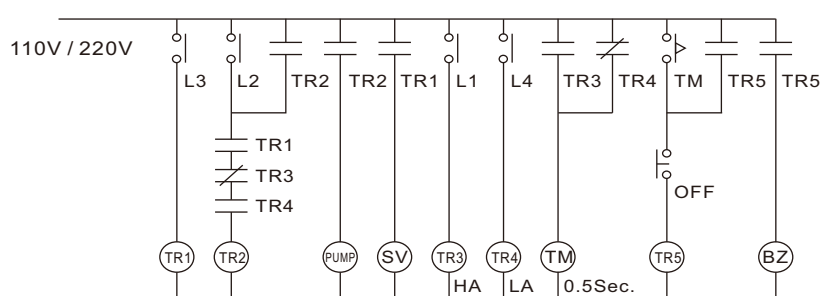 110V / 220V
L3 L2 TR2 TR2 TR1 L1 L4 TR3 TR4 TM TR5 TR5
TR1
TR3
TR4
OFF
TR1 TR2 PUMP SV TR3 TR4 TM TR5 BZ
HA LA 0.5Sec.